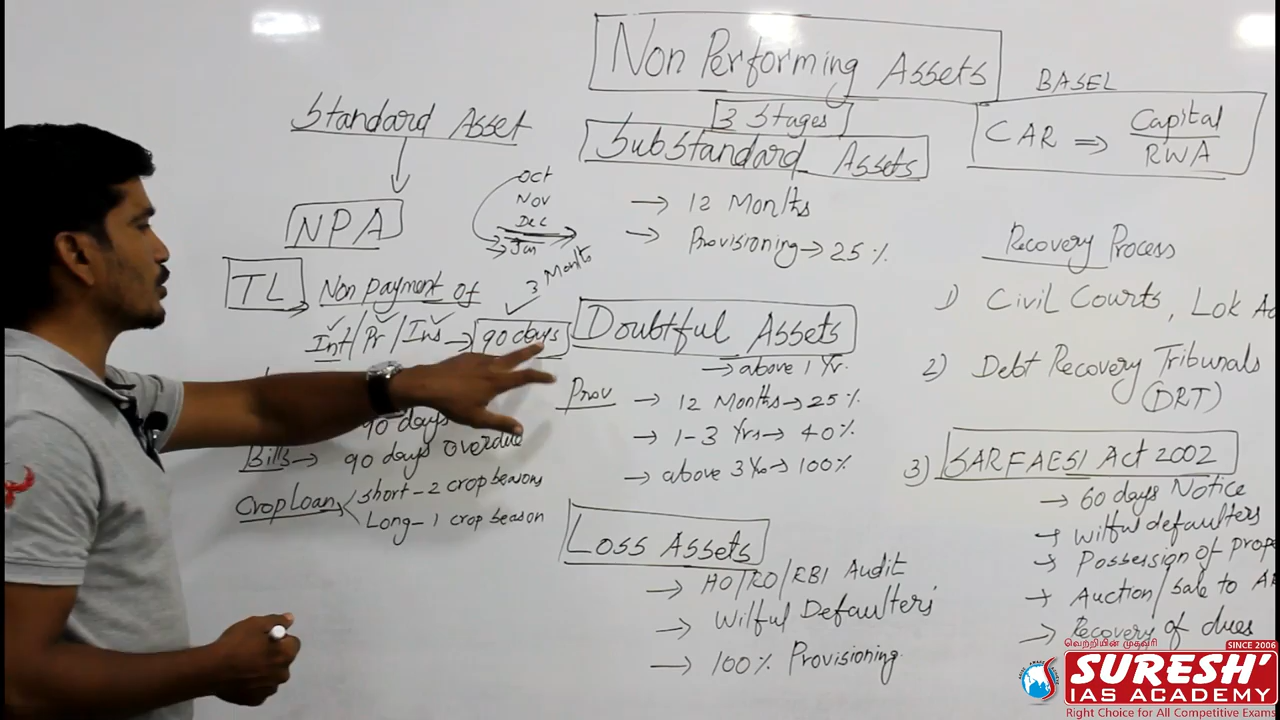 Non Performing Assets
3 Stages
Standard Asset
NPA
TL
Non payment of
Int/Pr/Ins → 90 days
3 Months
Oct
Nov
Dec
Jan
90 days
Bills → 90 days overdue
Crop loan
Short - 2 crop seasons
Long - 1 crop season
SubStandard Assets
→ 12 Months
→ Provisioning → 25 %.
Doubtful Assets
→ above 1 Yr.
Prov → 12 Months → 25 %
→ 1-3 Yrs → 40 %.
→ above 3 Yrs → 100%
Loss Assets
→ HO/RO/RBI Audit
→ Wilful Defaulters
→ 100% Provisioning.
BASEL
CAR ⇒ Capital
RWA
Recovery Process
1) Civil Courts, Lok A
2) Debt Recovery Tribunals
(DRT)
3) SARFAESI Act 2002
→ 60 days Notice
→ wilful defaulters
→ Possession of prope
→ Auction/Sale to A
→ Recovery of dues
வெற்றியின் முகவரி
SINCE 2006
SURESH'
IAS ACADEMY
Right Choice for All Competitive Exams